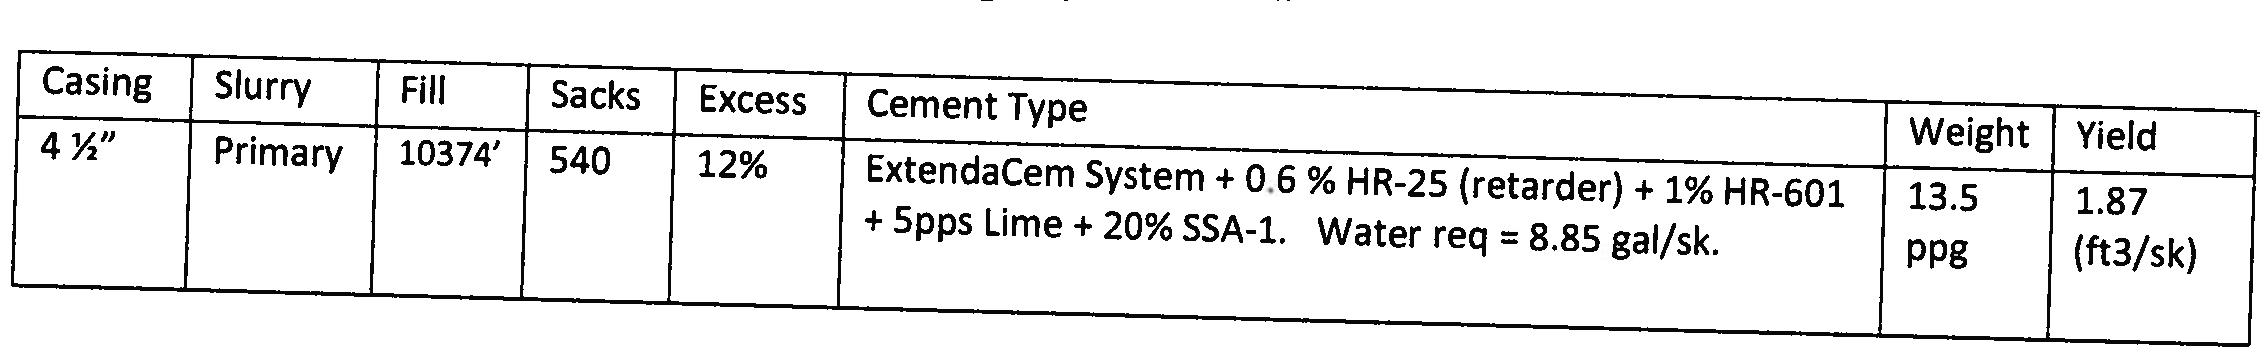 Casing Slurry Fill Sacks Excess Cement Type Weight Yield
4 ½” Primary 10374’ 540 12% ExtendaCem System + 0.6 % HR-25 (retarder) + 1% HR-601 13.5 1.87
+ 5pps Lime + 20% SSA-1. Water req = 8.85 gal/sk. ppg (ft3/sk)